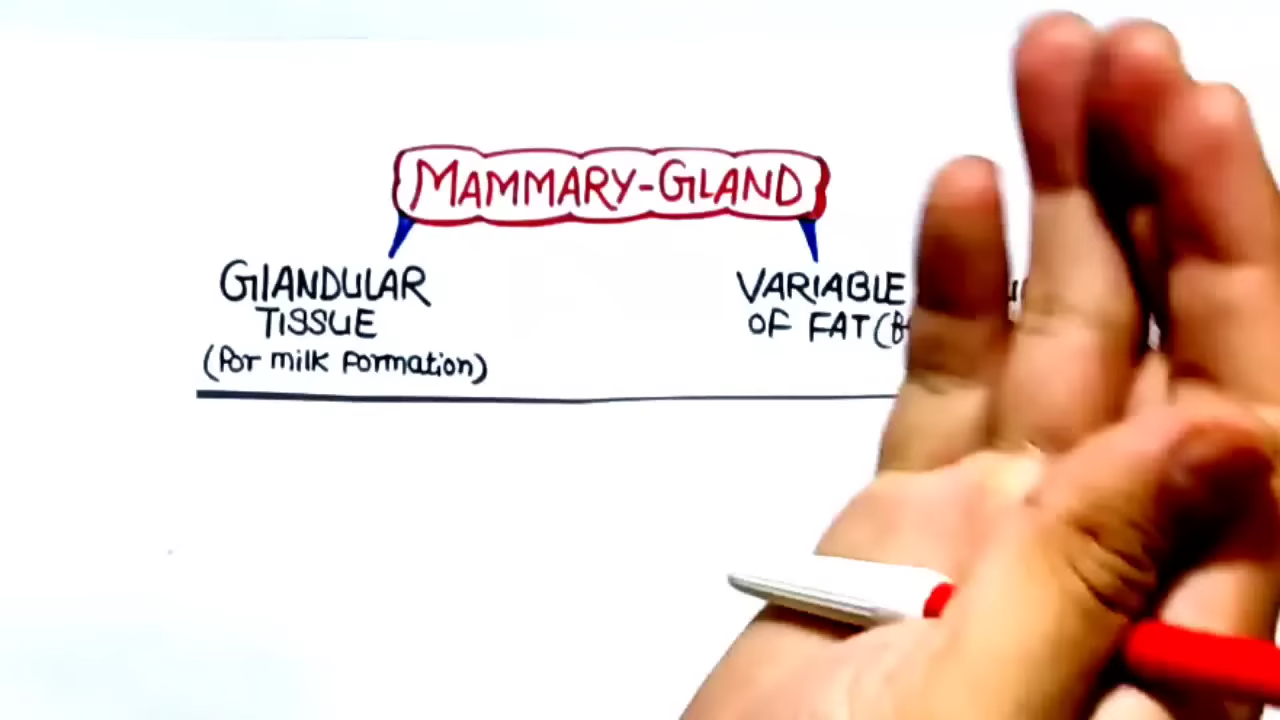 MAMMARY-GLAND
GLANDULAR
TISSUE
(For milk formation)
VARIABLE
OF FAT